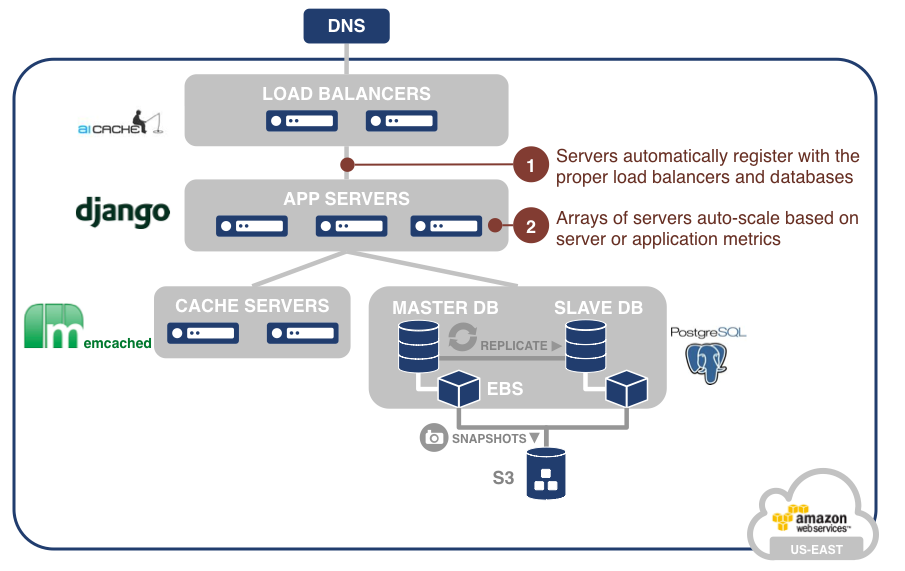 DNS
LOAD BALANCERS
aiCACHE
1
Servers automatically register with the
proper load balancers and databases
django
APP SERVERS
2
Arrays of servers auto-scale based on
server or application metrics
CACHE SERVERS
memcached
MASTER DB
SLAVE DB
REPLICATE
PostgreSQL
EBS
SNAPSHOTS
S3
amazon
webservices™
US-EAST